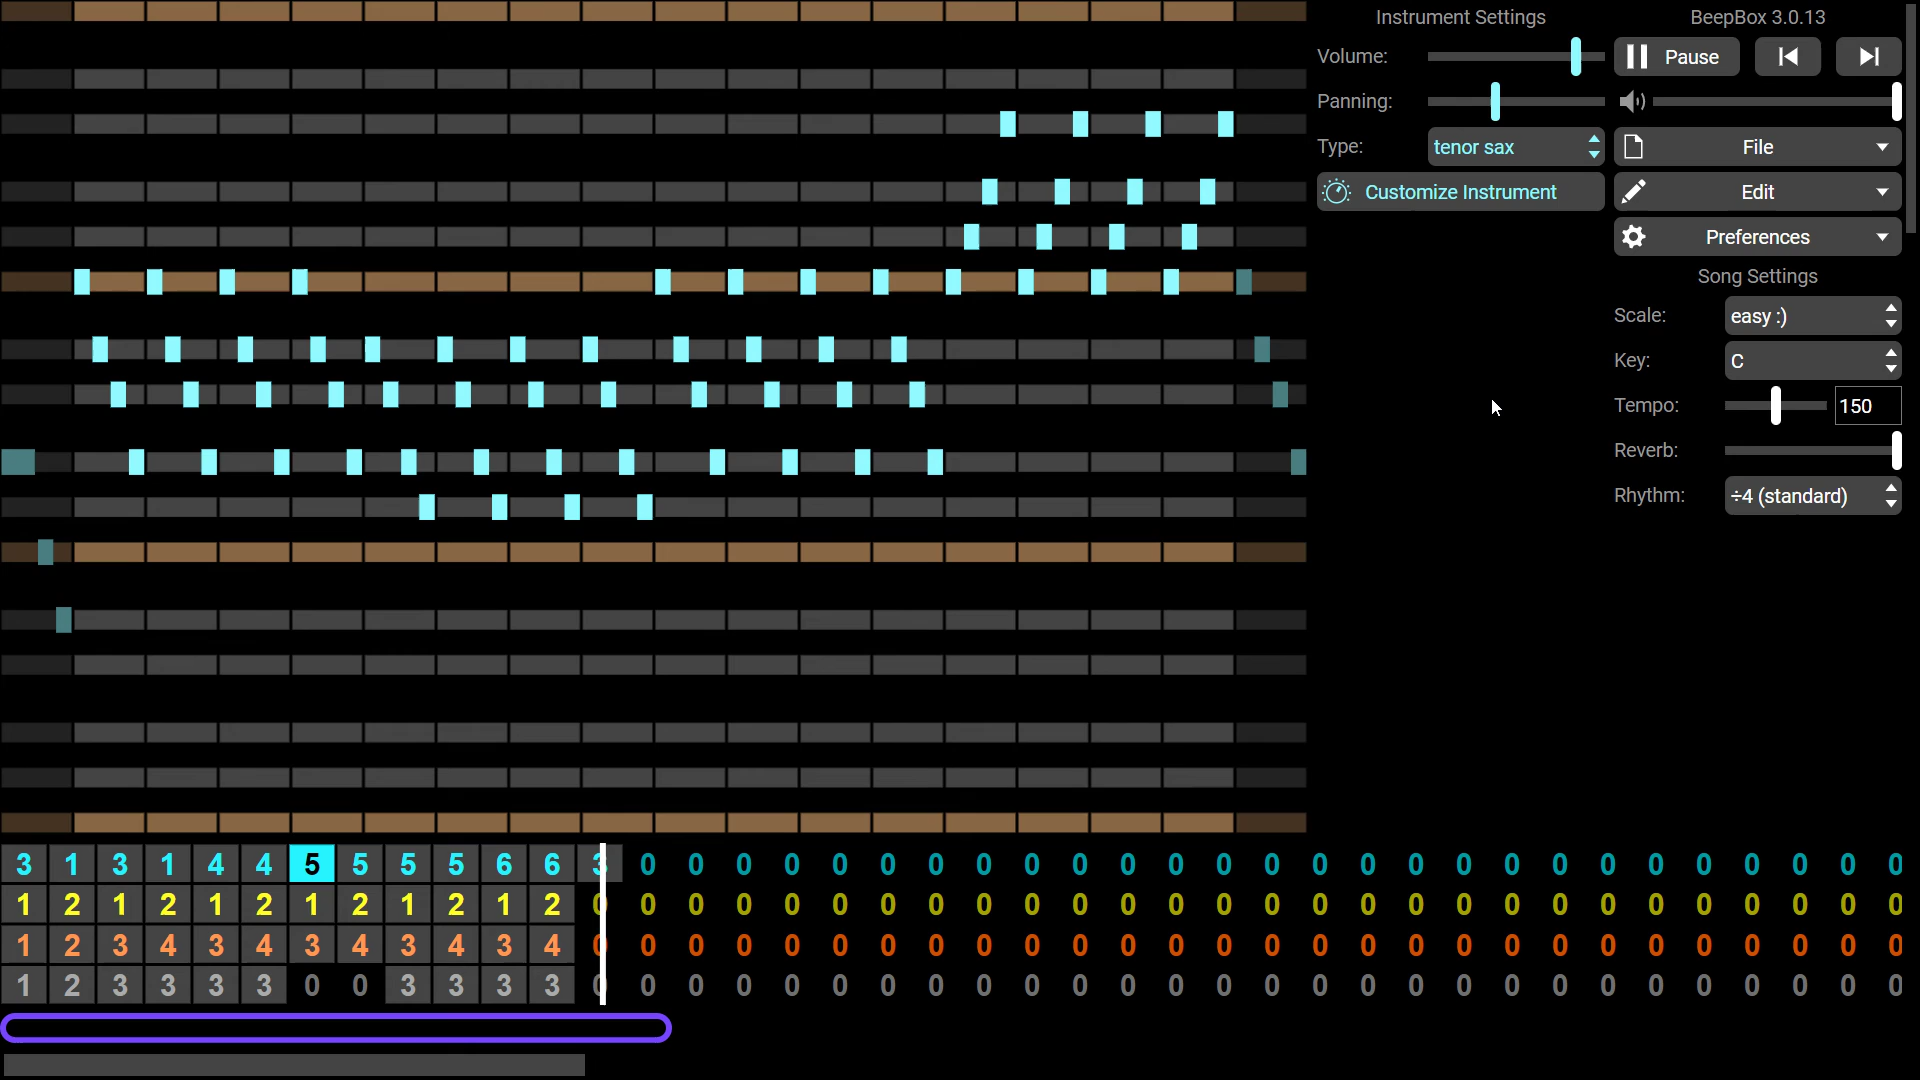 Instrument Settings
BeepBox 3.0.13
Volume:
Pause
Panning:
Type:
tenor sax
File
Customize Instrument
Edit
Preferences
Song Settings
Scale:
easy :)
Key:
C
Tempo:
150
Reverb:
Rhythm:
÷4 (standard)
3 1 3 1 4 4 5 5 5 5 6 6 3 0 0 0 0 0 0 0 0 0 0 0 0 0 0 0 0 0 0 0 0 0 0 0 0 0 0 0
1 2 1 2 1 2 1 2 1 2 1 2 0 0 0 0 0 0 0 0 0 0 0 0 0 0 0 0 0 0 0 0 0 0 0 0 0 0 0 0
1 2 3 4 3 4 3 4 3 4 3 4 0 0 0 0 0 0 0 0 0 0 0 0 0 0 0 0 0 0 0 0 0 0 0 0 0 0 0 0
1 2 3 3 3 3 0 0 3 3 3 3 0 0 0 0 0 0 0 0 0 0 0 0 0 0 0 0 0 0 0 0 0 0 0 0 0 0 0 0